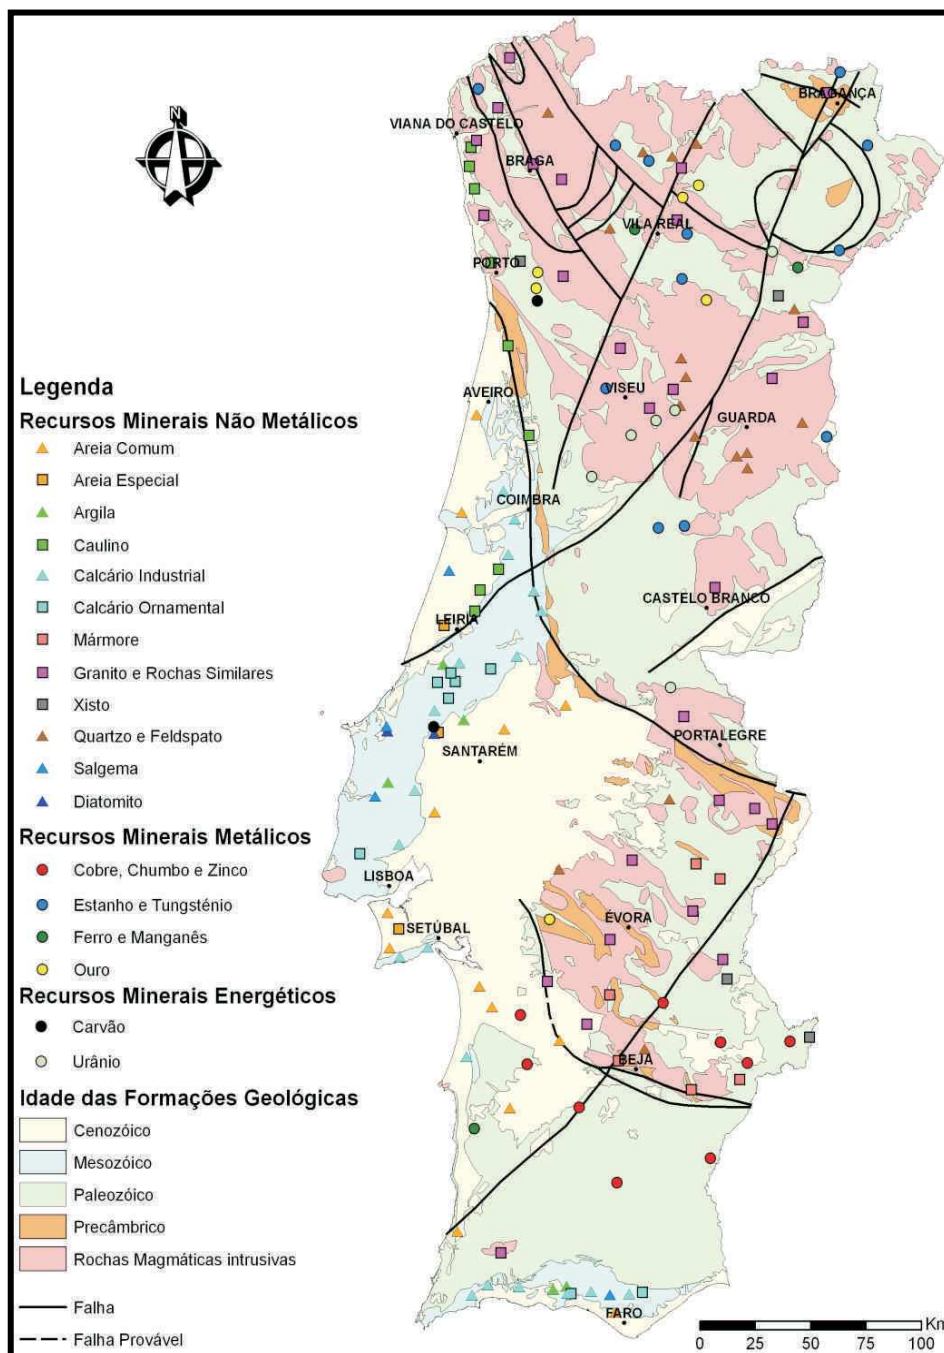 N
VIANA DO CASTELO
BRAGANÇA
BRAGA
VILA REAL
PORTO
AVEIRO
VISEU
GUARDA
COIMBRA
CASTELO BRANCO
LEIRIA
PORTALEGRE
SANTARÉM
LISBOA
SETÚBAL
ÉVORA
BEJA
FARO
Legenda
Recursos Minerais Não Metálicos
Areia Comum
Areia Especial
Argila
Caulino
Calcário Industrial
Calcário Ornamental
Mármore
Granito e Rochas Similares
Xisto
Quartzo e Feldspato
Salgema
Diatomito
Recursos Minerais Metálicos
Cobre, Chumbo e Zinco
Estanho e Tungsténio
Ferro e Manganês
Ouro
Recursos Minerais Energéticos
Carvão
Urânio
Idade das Formações Geológicas
Cenozóico
Mesozóico
Paleozóico
Precâmbrico
Rochas Magmáticas intrusivas
Falha
Falha Provável
Km
0 25 50 75 100